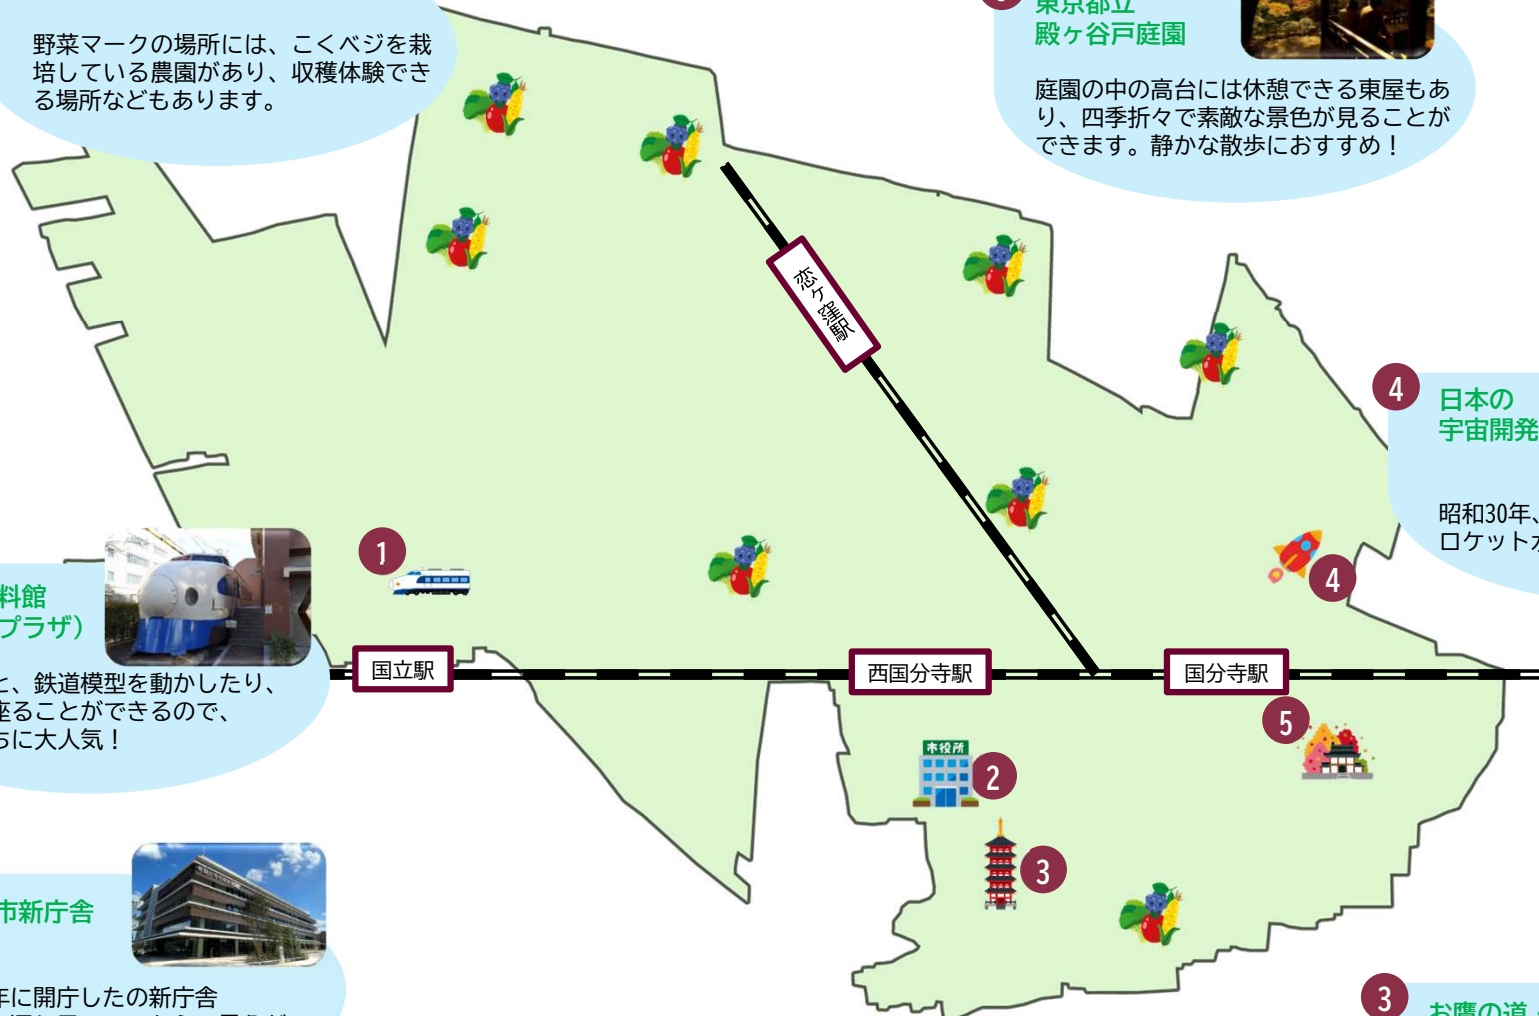 野菜マークの場所には、こくベジを栽
培している農園があり、収穫体験でき
る場所などもあります。
東京都立
殿ヶ谷戸庭園
庭園の中の高台には休憩できる東屋もあ
り、四季折々で素敵な景色が見ることが
できます。静かな散歩におすすめ！
恋ヶ窪駅
4
日本の
宇宙開発
昭和30年、
ロケット
1
料館
プラザ）
と、鉄道模型を動かしたり、
座ることができるので、
ちに大人気！
4
国立駅
西国分寺駅
国分寺駅
5
市役所
2
3
市新庁舎
年に開庁したの新庁舎
3
お鷹の道